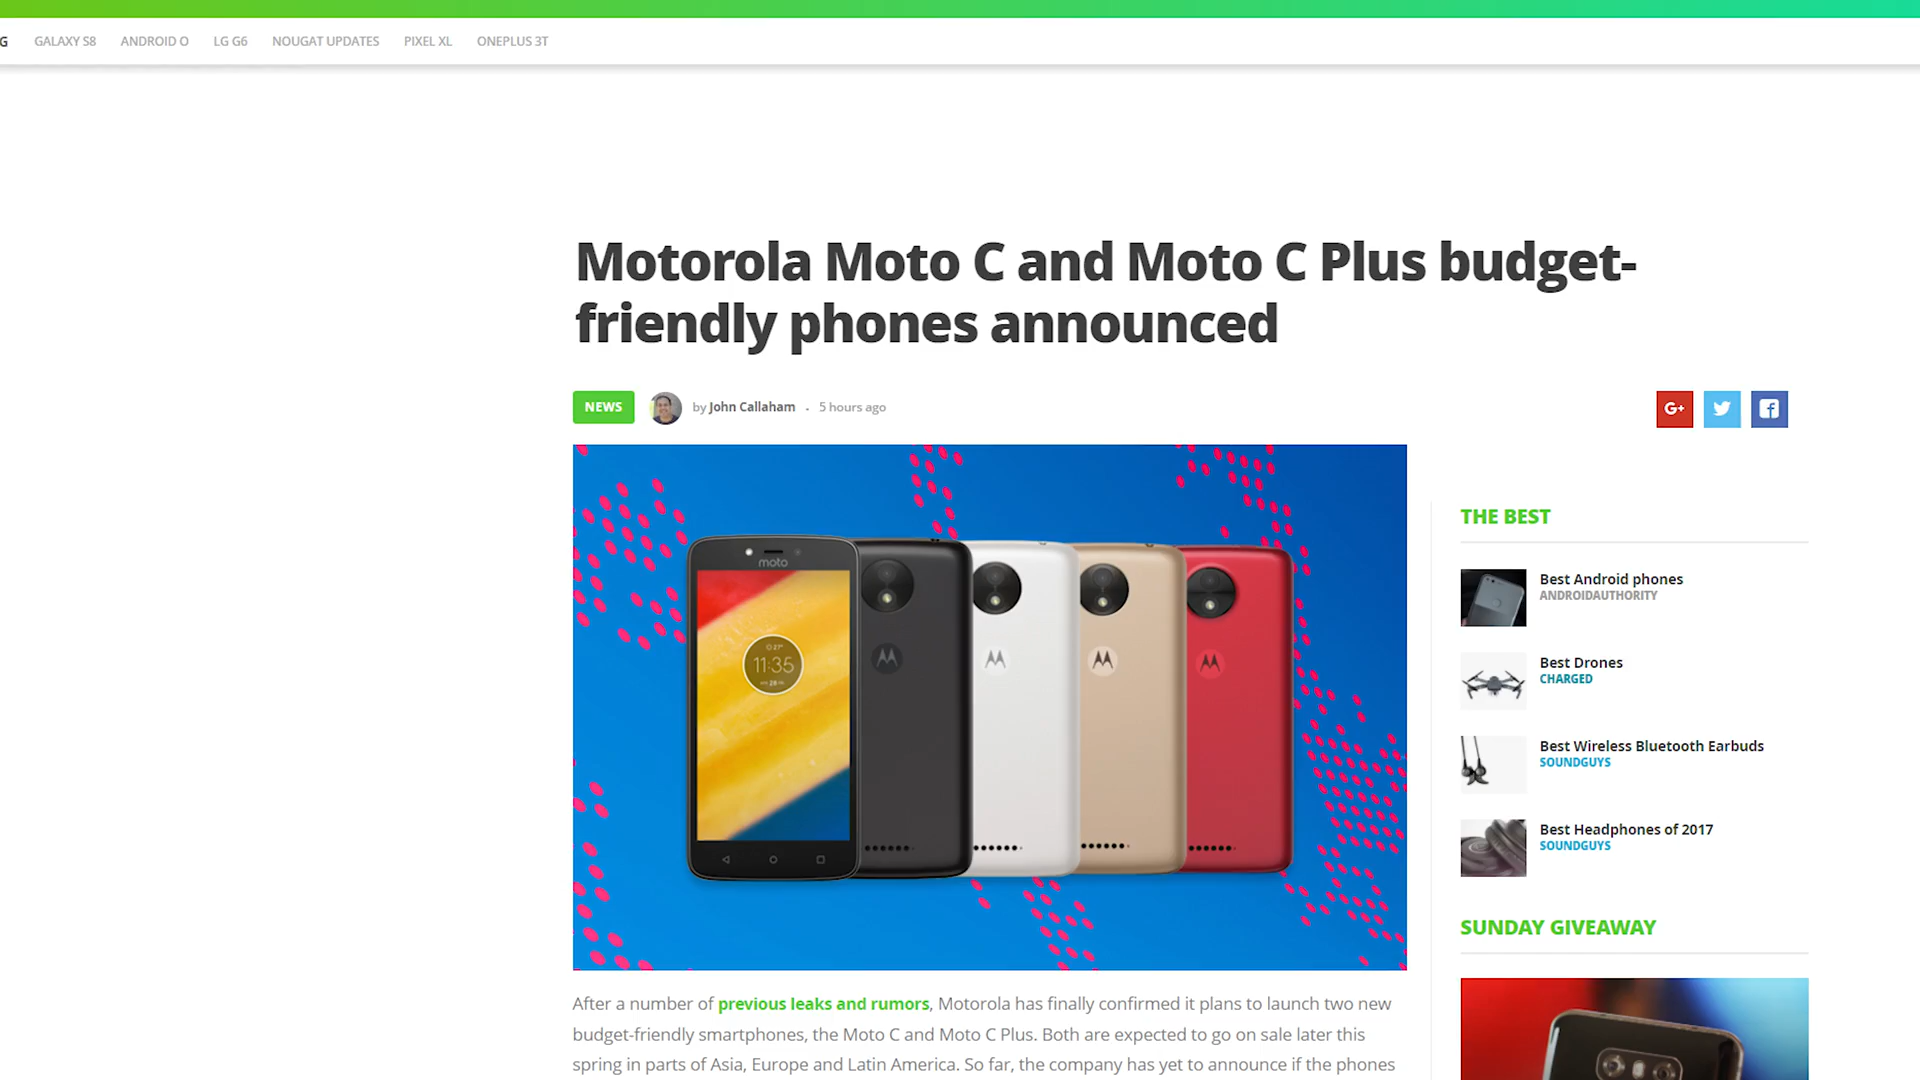 G GALAXY S8 ANDROID O LG G6 NOUGAT UPDATES PIXEL XL ONEPLUS 3T
Motorola Moto C and Moto C Plus budget-
friendly phones announced
NEWS by John Callaham . 5 hours ago
G+
moto
27°
11:35
After a number of previous leaks and rumors, Motorola has finally confirmed it plans to launch two new
budget-friendly smartphones, the Moto C and Moto C Plus. Both are expected to go on sale later this
spring in parts of Asia, Europe and Latin America. So far, the company has yet to announce if the phones
THE BEST
Best Android phones
ANDROIDAUTHORITY
Best Drones
CHARGED
Best Wireless Bluetooth Earbuds
SOUNDGUYS
Best Headphones of 2017
SOUNDGUYS
SUNDAY GIVEAWAY